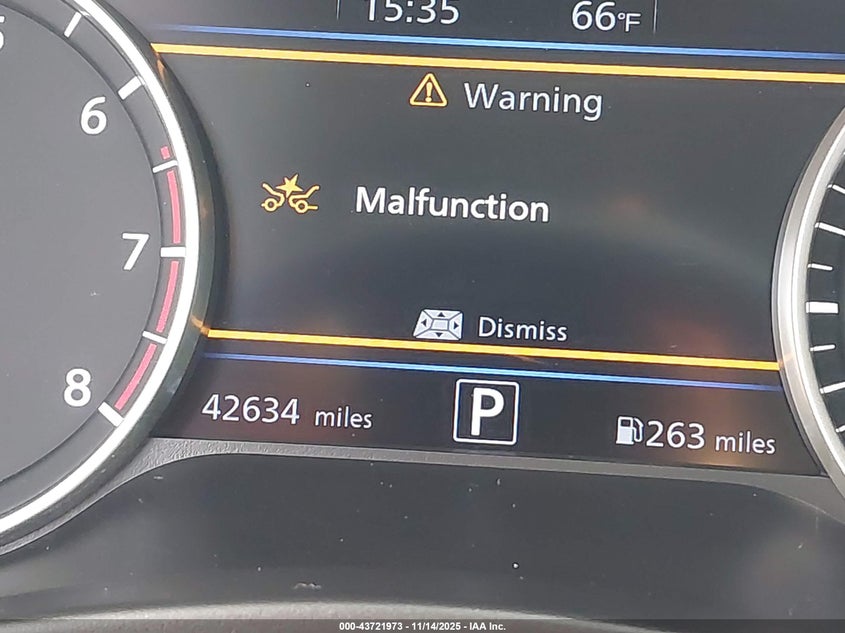 15:35 66°F
Warning
Malfunction
Dismiss
6
7
8
42634 miles
P
263 miles
000-43721973 - 11/14/2025 - IAA Inc.